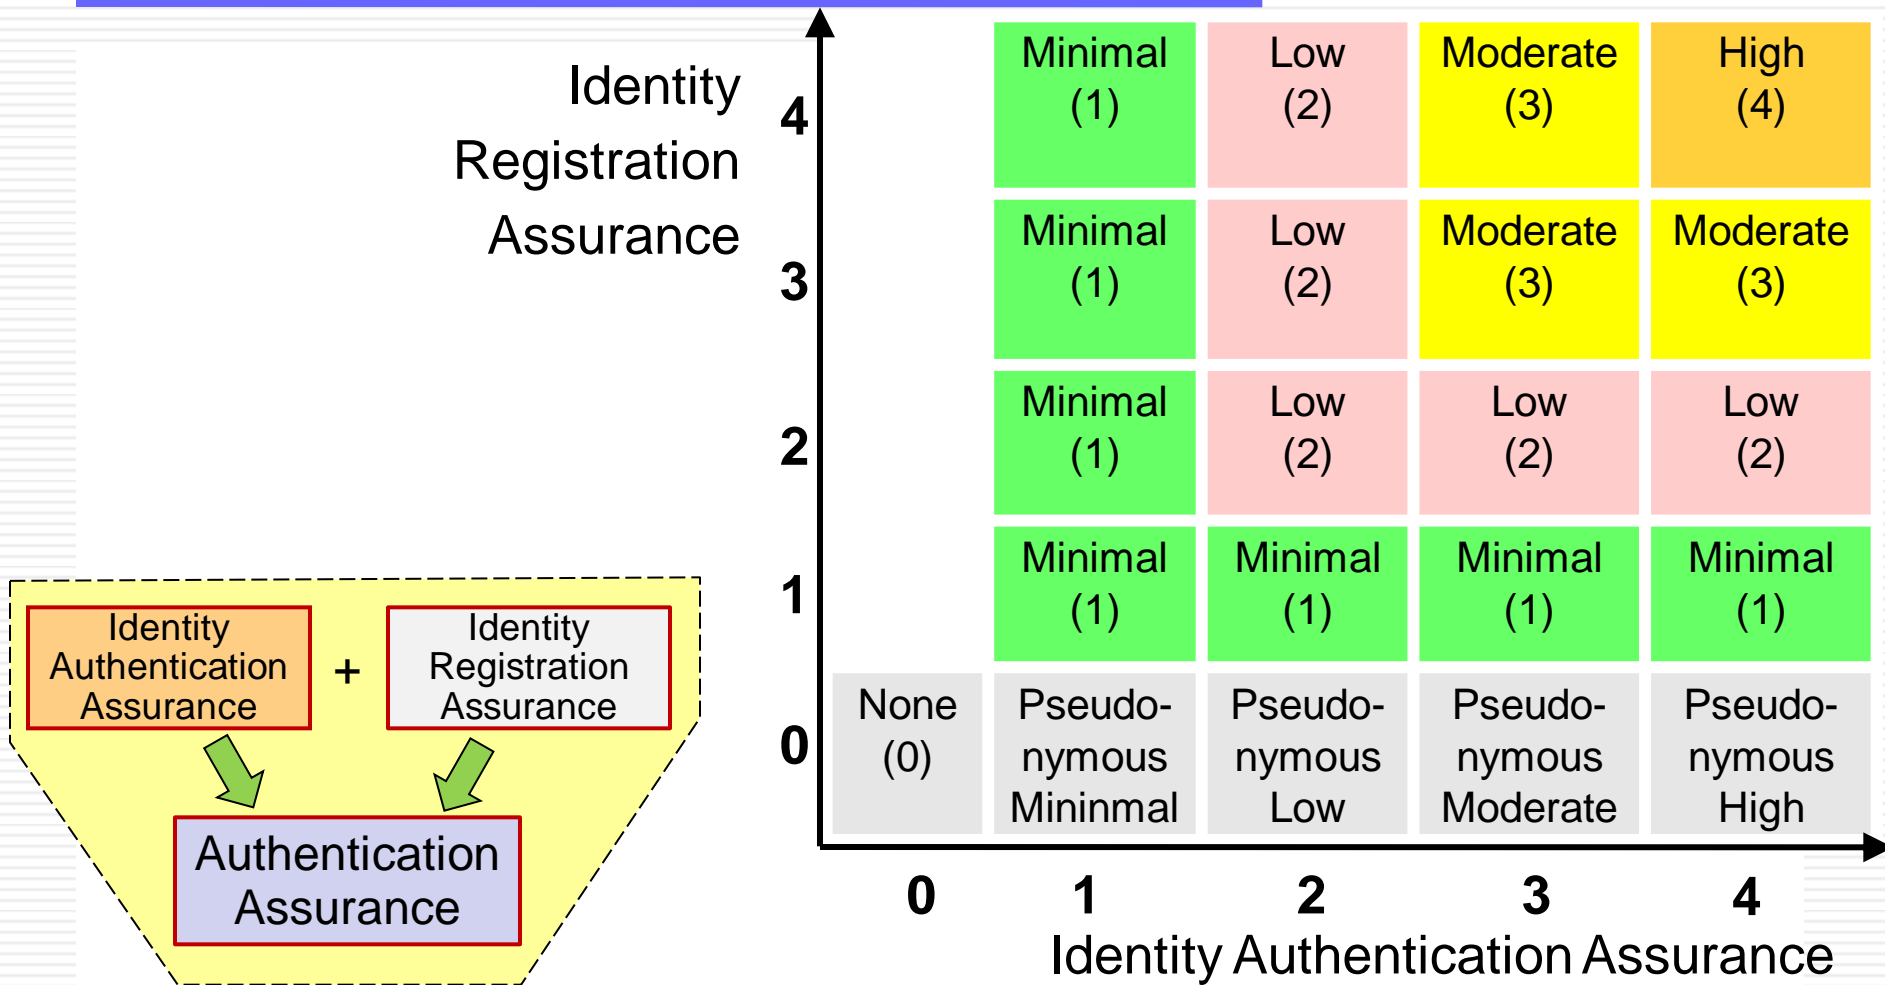 Identity
Registration
Assurance
4
Minimal
(1)
Low
(2)
Moderate
(3)
High
(4)
3
Minimal
(1)
Low
(2)
Moderate
(3)
Moderate
(3)
2
Minimal
(1)
Low
(2)
Low
(2)
Low
(2)
1
Minimal
(1)
Minimal
(1)
Minimal
(1)
Minimal
(1)
0
None
(0)
Pseudo-
nymous
Mininmal
Pseudo-
nymous
Low
Pseudo-
nymous
Moderate
Pseudo-
nymous
High
0
1
2
3
4
Identity Authentication Assurance
Identity
Authentication
Assurance
+
Identity
Registration
Assurance
Authentication
Assurance